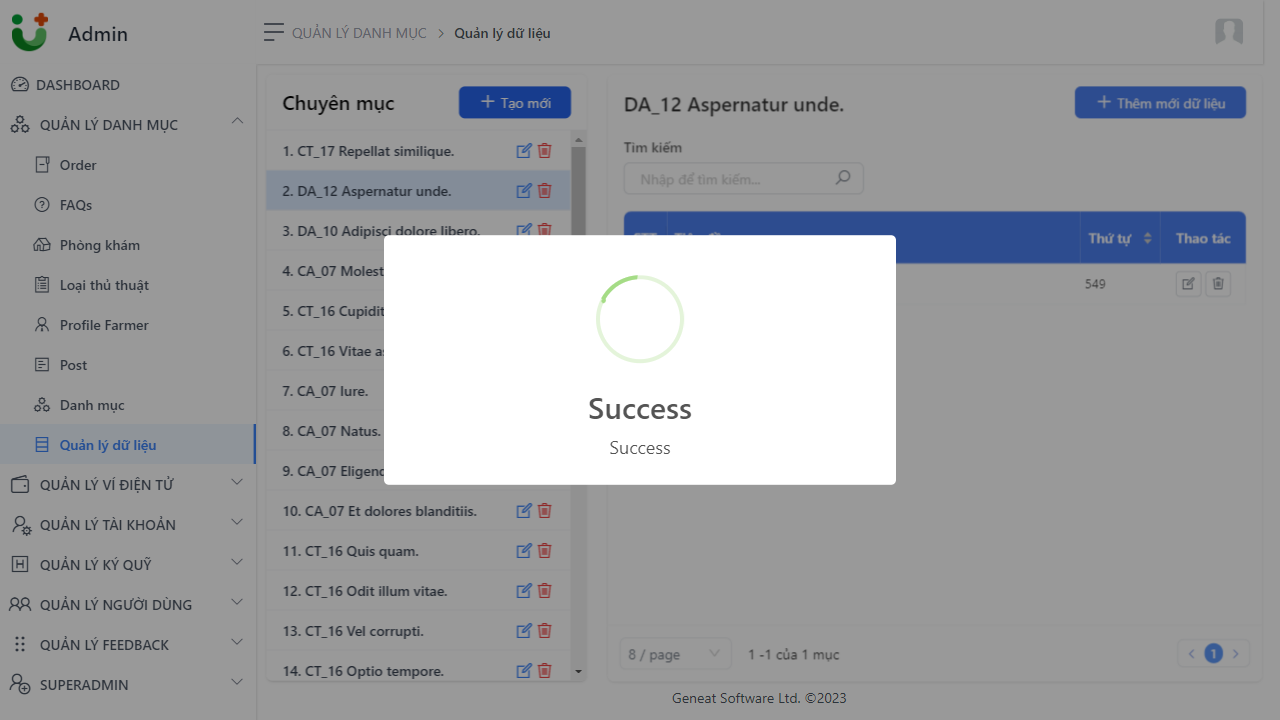 Admin
QUẢN LÝ DANH MỤC > Quản lý dữ liệu
DASHBOARD
QUẢN LÝ DANH MỤC
Order
FAQs
Phòng khám
Loại thủ thuật
Profile Farmer
Post
Danh mục
Quản lý dữ liệu
QUẢN LÝ VÍ ĐIỆN TỬ
QUẢN LÝ TÀI KHOẢN
QUẢN LÝ KÝ QUỸ
QUẢN LÝ NGƯỜI DÙNG
QUẢN LÝ FEEDBACK
SUPERADMIN
Chuyên mục
Tạo mới
1. CT_17 Repellat similique.
2. DA_12 Aspernatur unde.
3. DA_10 Adipisci dolore libero.
4. CA_07 Molest
5. CT_16 Cupidit
6. CT_16 Vitae
7. CA_07 Iure.
8. CA_07 Natus.
9. CA_07 Eligend
10. CA_07 Et dolores blanditiis.
11. CT_16 Quis quam.
12. CT_16 Odit illum vitae.
13. CT_16 Vel corrupti.
14. CT_16 Optio tempore.
DA_12 Aspernatur unde.
Thêm mới dữ liệu
Tìm kiếm
Nhập để tìm kiếm...
Thứ tự
Thao tác
549
Success
Success
8 / page
1 -1 của 1 mục
1
Geneat Software Ltd. ©2023